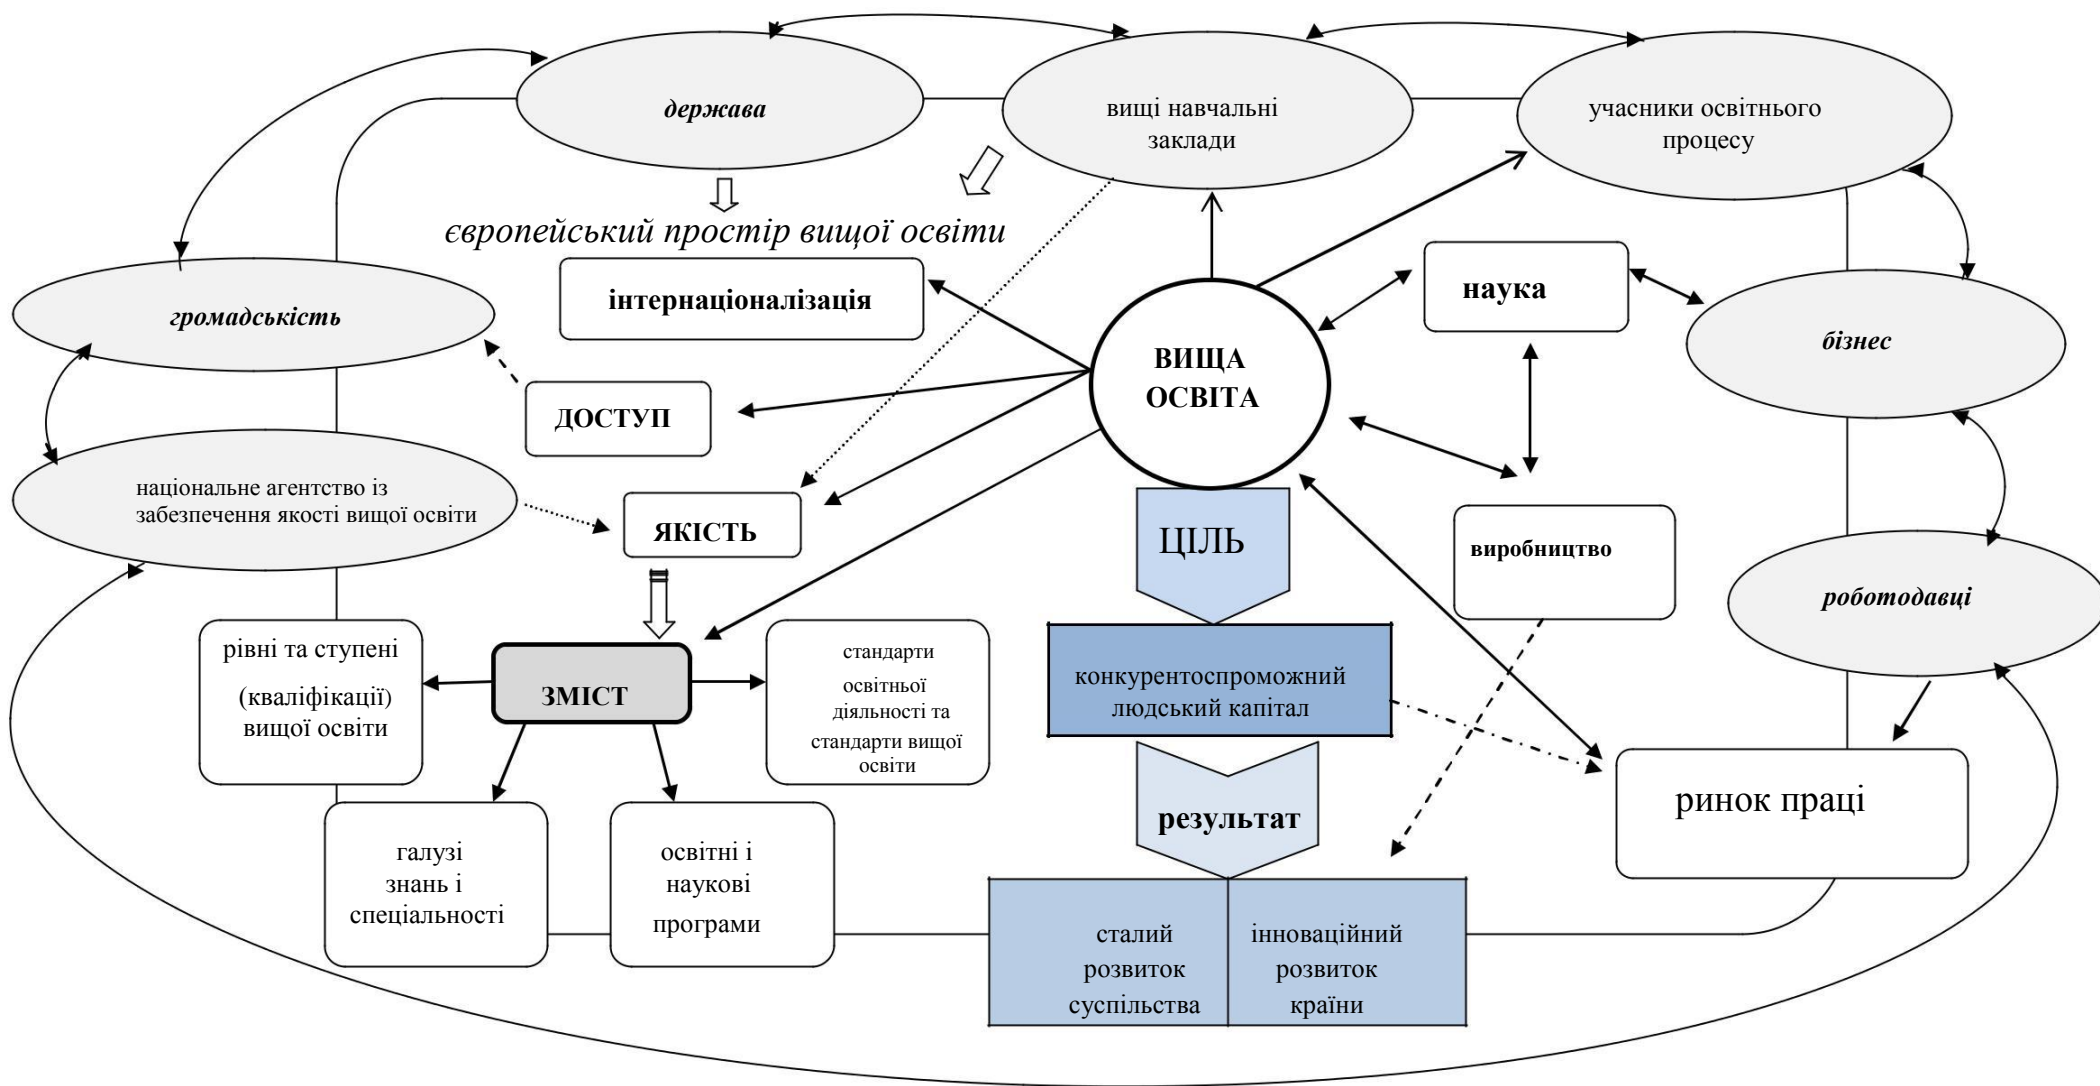 держава
вищі навчальні
заклади
учасники освітнього
процесу
європейський простір вищої освіти
інтернаціоналізація
наука
громадськість
бізнес
ВИЩА
ОСВІТА
ДОСТУП
національне агентство із
забезпечення якості вищої освіти
ЯКІСТЬ
ЦІЛЬ
виробництво
роботодавці
рівні та ступені
(кваліфікації)
вищої освіти
ЗМІСТ
стандарти
освітньої
діяльності та
стандарти вищої
освіти
конкурентоспроможний
людський капітал
результат
ринок праці
галузі
знань і
спеціальності
освітні і
наукові
програми
сталий
розвиток
суспільства
інноваційний
розвиток
країни